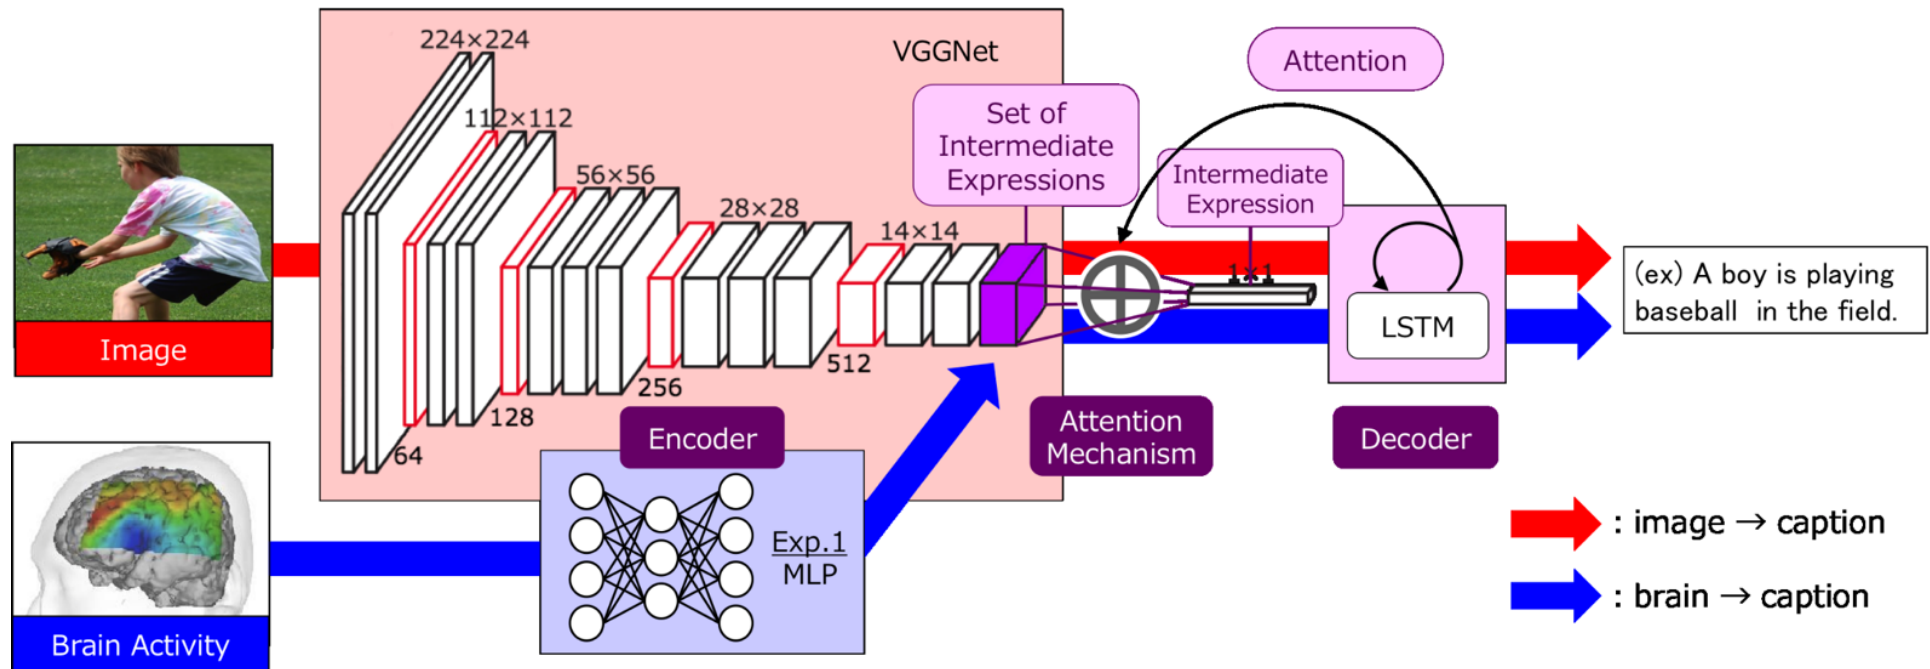 224×224
VGGNet
Attention
112×112
Set of
Intermediate
Expressions
56×56
Intermediate
Expression
28×28
14×14
1×1
(ex) A boy is playing
baseball in the field.
LSTM
Image
512
256
128
64
Encoder
Attention
Mechanism
Decoder
Exp.1
MLP
: image → caption
: brain → caption
Brain Activity